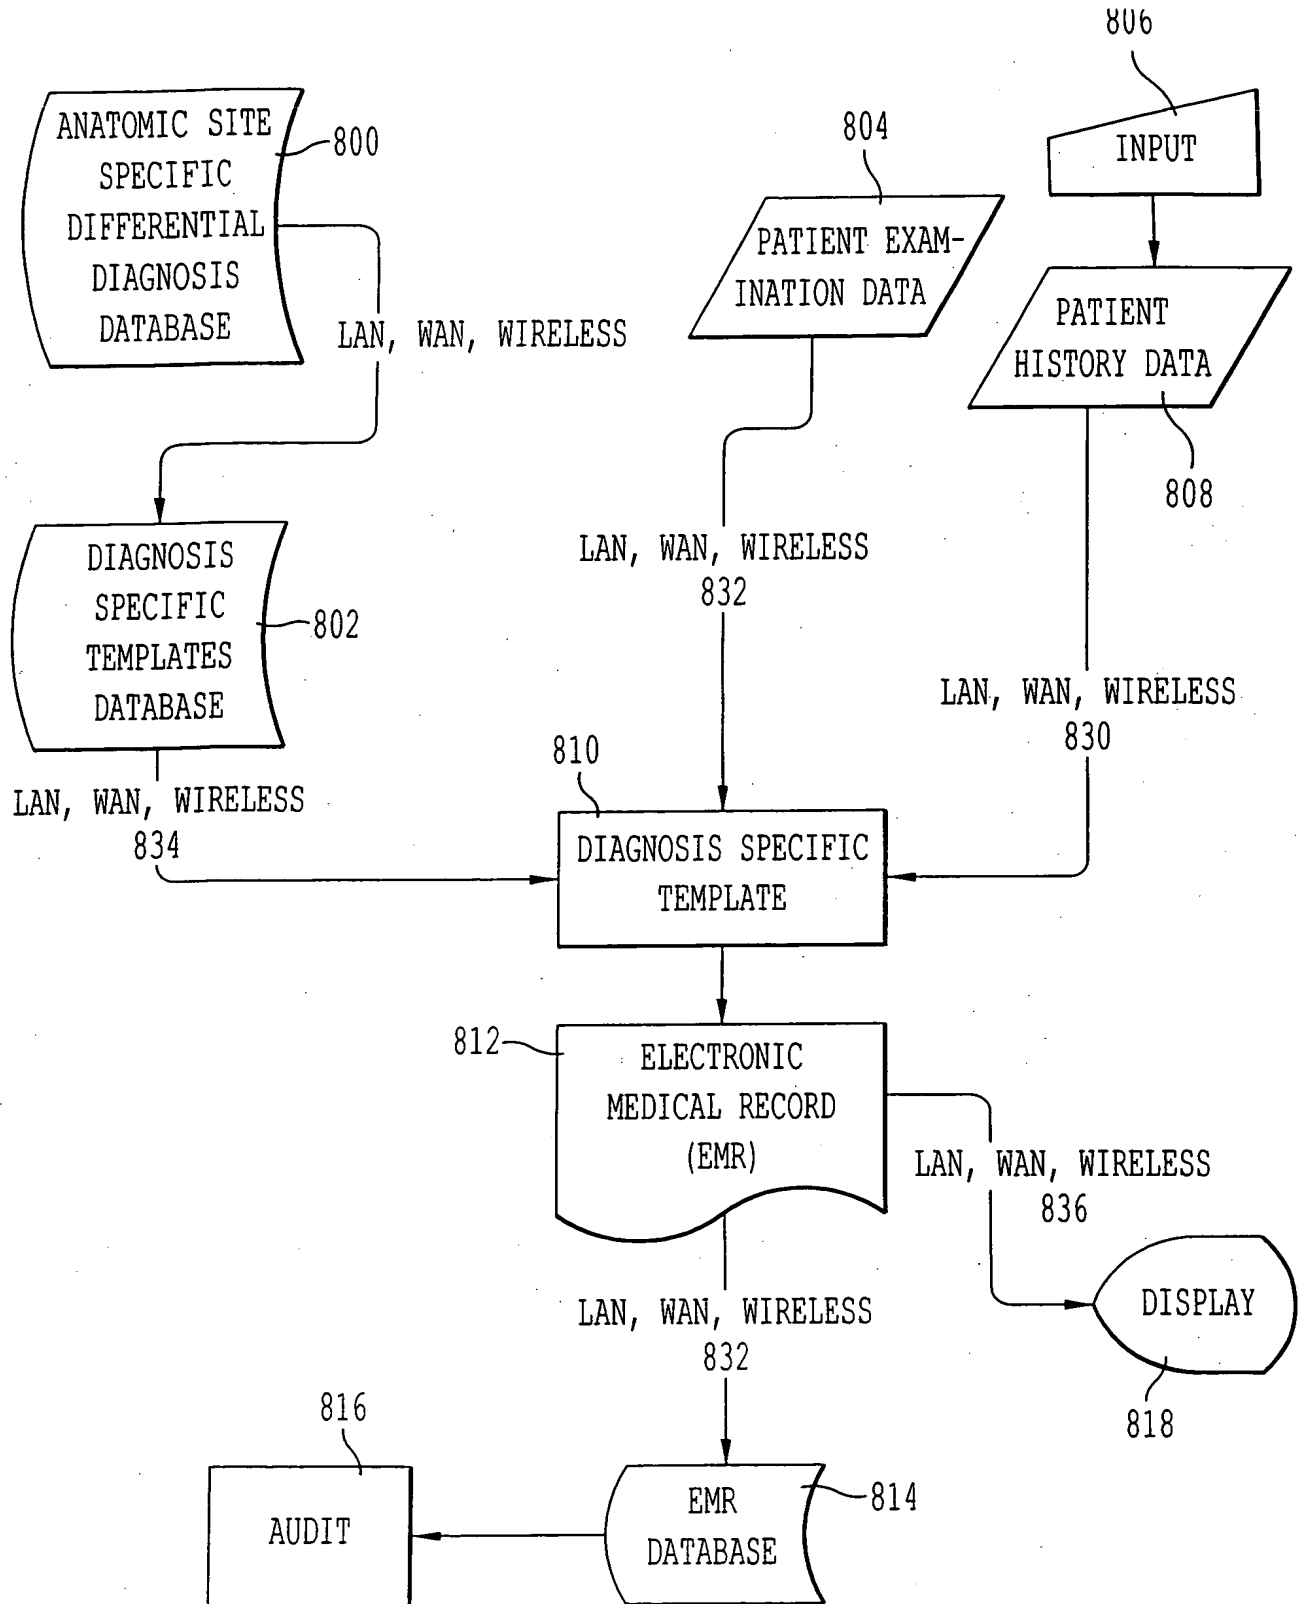 806
ANATOMIC SITE
SPECIFIC
DIFFERENTIAL
DIAGNOSIS
DATABASE
800
804
INPUT
PATIENT EXAM-
INATION DATA
PATIENT
HISTORY DATA
808
LAN, WAN, WIRELESS
DIAGNOSIS
SPECIFIC
TEMPLATES
DATABASE
802
LAN, WAN, WIRELESS
832
LAN, WAN, WIRELESS
830
LAN, WAN, WIRELESS
834
810
DIAGNOSIS SPECIFIC
TEMPLATE
812
ELECTRONIC
MEDICAL RECORD
(EMR)
LAN, WAN, WIRELESS
836
DISPLAY
818
LAN, WAN, WIRELESS
832
816
AUDIT
EMR
DATABASE
814